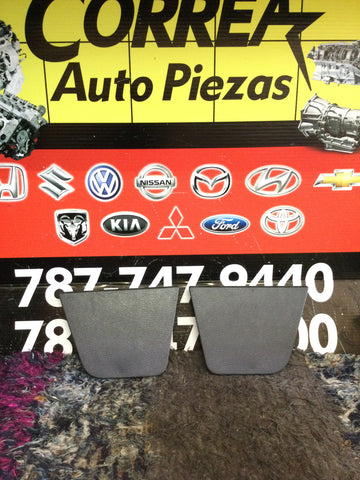 CORREA
Auto Piezas
NISSAN
KIA
Ford
787 747 9440